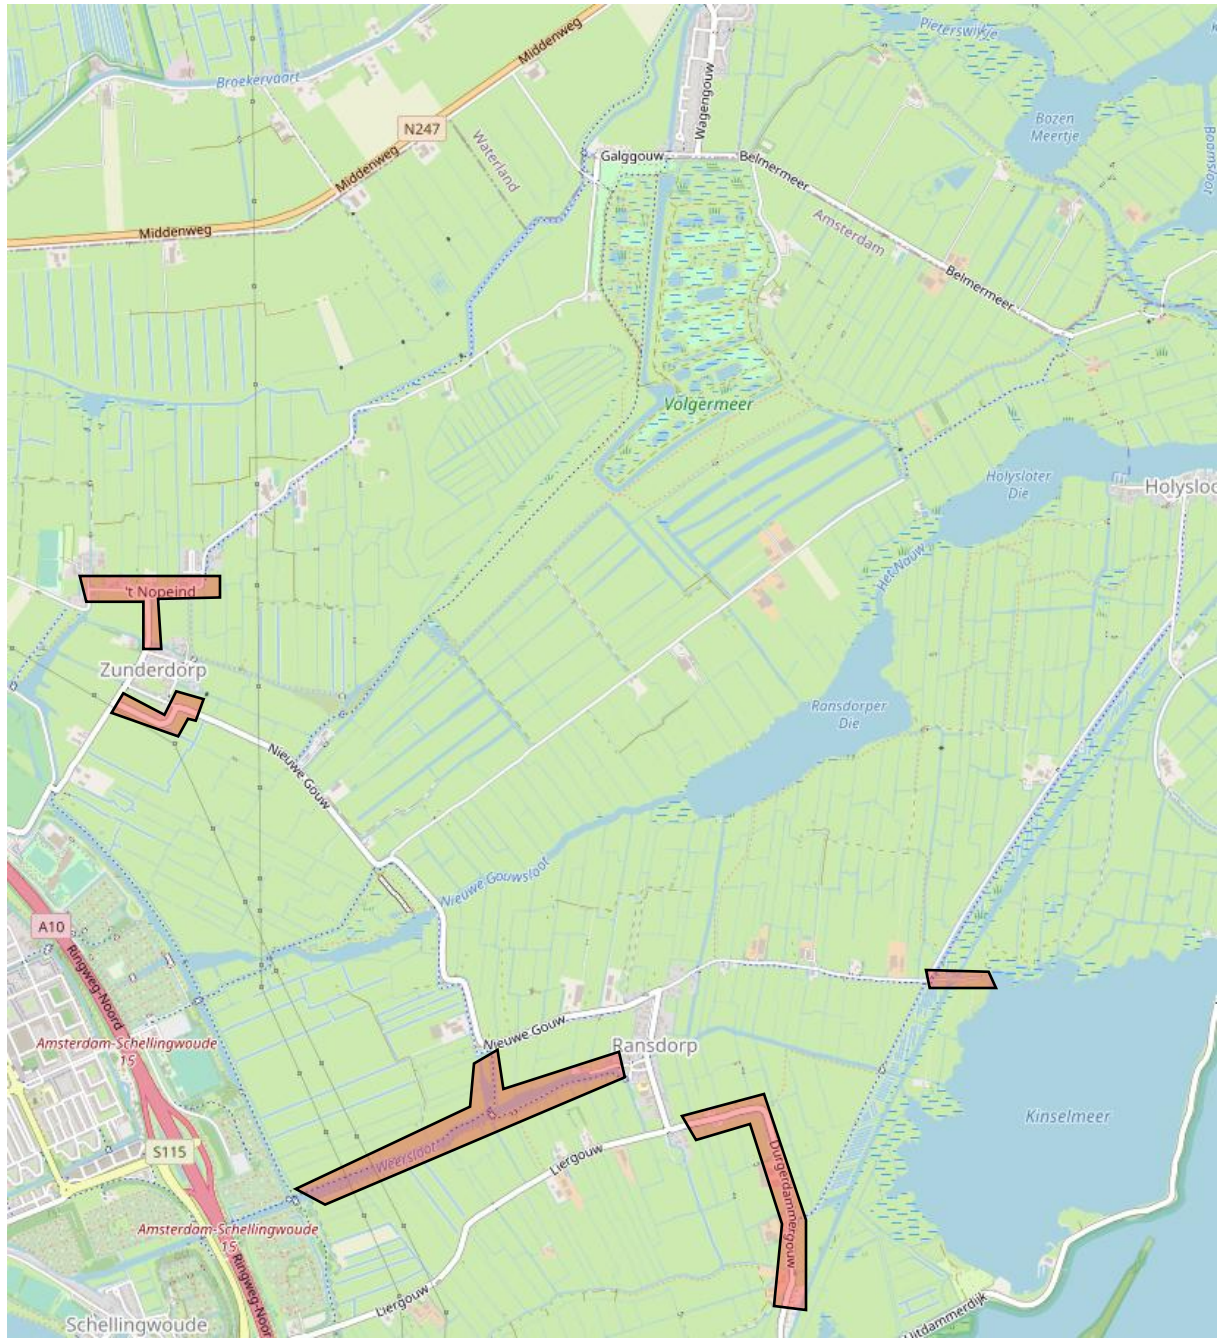 Pieterswijkje
Middenweg
Broekervaart
Wagengouw
Bozen
Meertje
N247
Waterland
Baamsloot
Middenweg
Galggouw
Belmermeer
Amsterdam
Middenweg
Belmermeer
Volgermeer
Holysloter
Die
Holysloo
Het Nauw
't Nopeind
Zunderdorp
Ransdorper
Die
Nieuwe Gouw
Nieuwe Gouwsloot
A10
Ringweg-Noord
Nieuwe Gouw
Ransdorp
Amsterdam-Schellingwoude
15
Kinselmeer
S115
Weersloot
Liergouw
Durgerdammergouw
Amsterdam-Schellingwoude
15
Ringweg-Noor
Liergouw
Schellingwoude
Uitdammerdijk